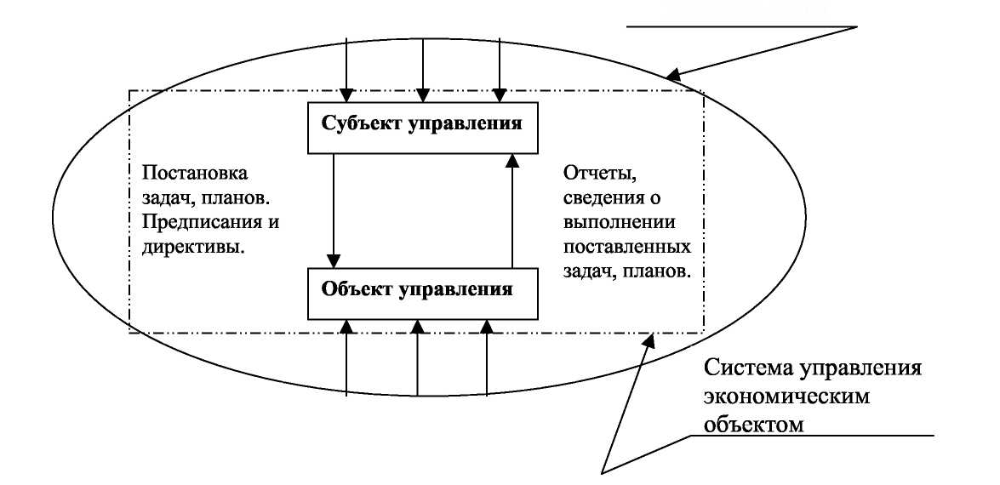 Субъект управления
Постановка
задач, планов.
Предписания и
директивы.
Отчеты,
сведения о
выполнении
поставленных
задач, планов.
Объект управления
Система управления
экономическим
объектом